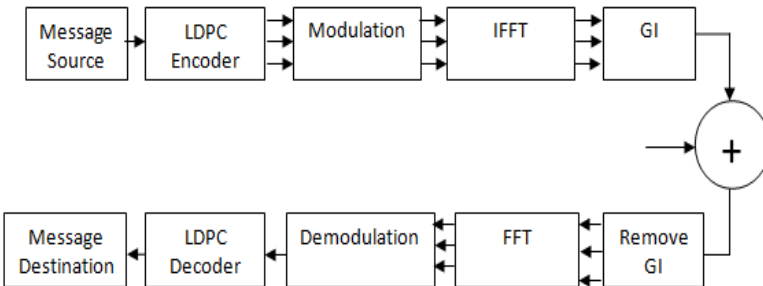 Message
Source
LDPC
Encoder
Modulation
IFFT
GI
+
Message
Destination
LDPC
Decoder
Demodulation
FFT
Remove
GI